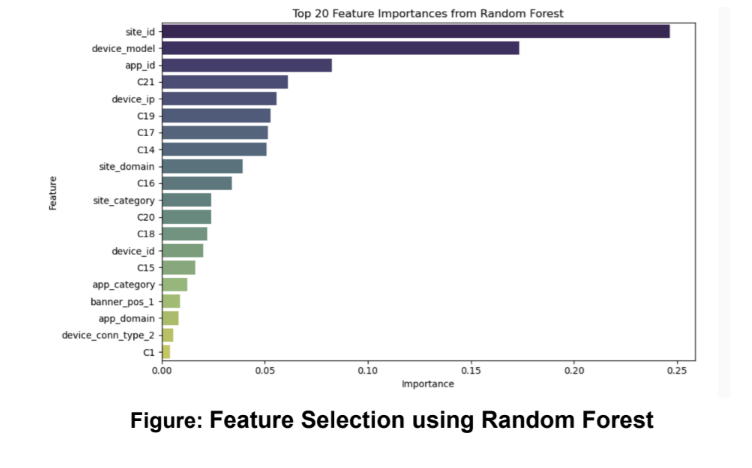 Top 20 Feature Importances from Random Forest
site_id
device_model
app_id
C21
device_ip
C19
C17
C14
site_domain
C16
site_category
C20
C18
device_id
C15
app_category
banner_pos_1
app_domain
device_conn_type_2
C1
Feature
0.00 0.05 0.10 0.15 0.20 0.25
Importance
Figure: Feature Selection using Random Forest